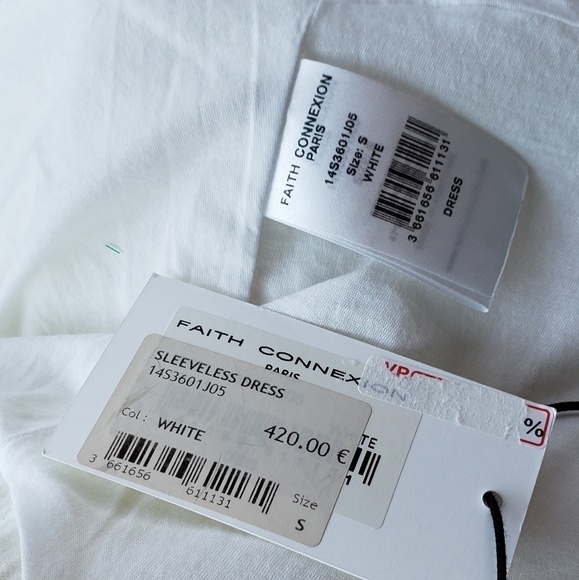 FAITH CONNEXION
PARIS
14S3601J05
Size: S
WHITE
3 661656 611131
DRESS
FAITH CONNEXION
PARIS
SLEEVELESS DRESS
14S3601J05
Col: WHITE
420.00 €
3 661656 611131
Size
S
%